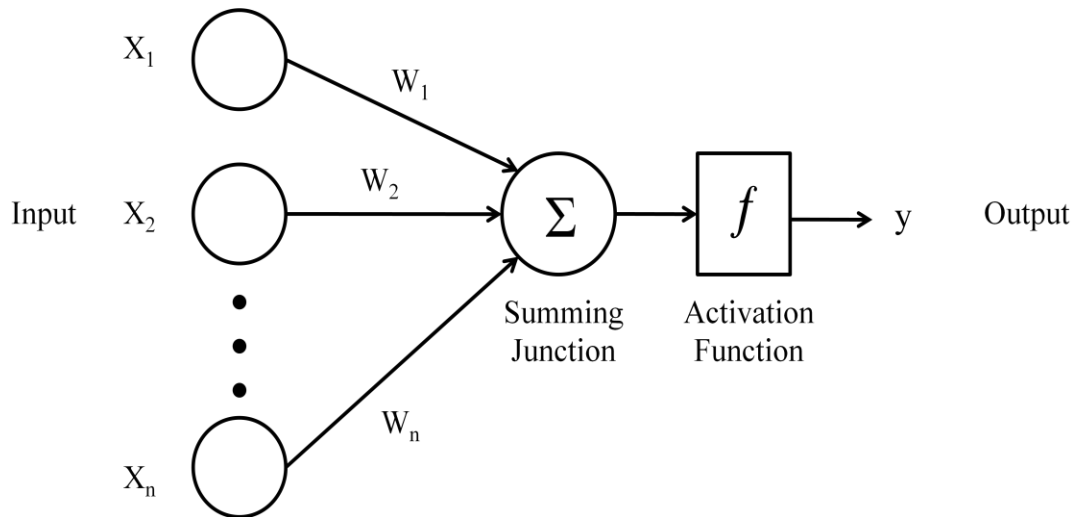 X₁
W₁
Input
X₂
W₂
Σ
f
y
Output
Summing
Junction
Activation
Function
Wₙ
Xₙ